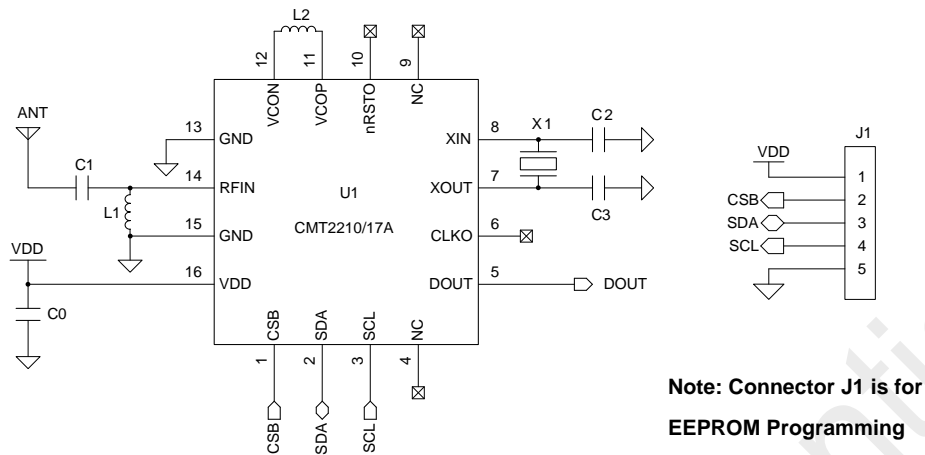 L2
12
11
10
9
VCON
VCOP
nRSTO
NC
ANT
13
GND
XIN
8
X1
C2
C1
14
RFIN
U1
XOUT
7
C3
L1
CMT2210/17A
15
GND
CLKO
6
VDD
16
VDD
DOUT
5
DOUT
C0
CSB
SDA
SCL
NC
1
2
3
4
CSB
SDA
SCL
J1
VDD
1
CSB
2
SDA
3
SCL
4
5
Note: Connector J1 is for
EEPROM Programming